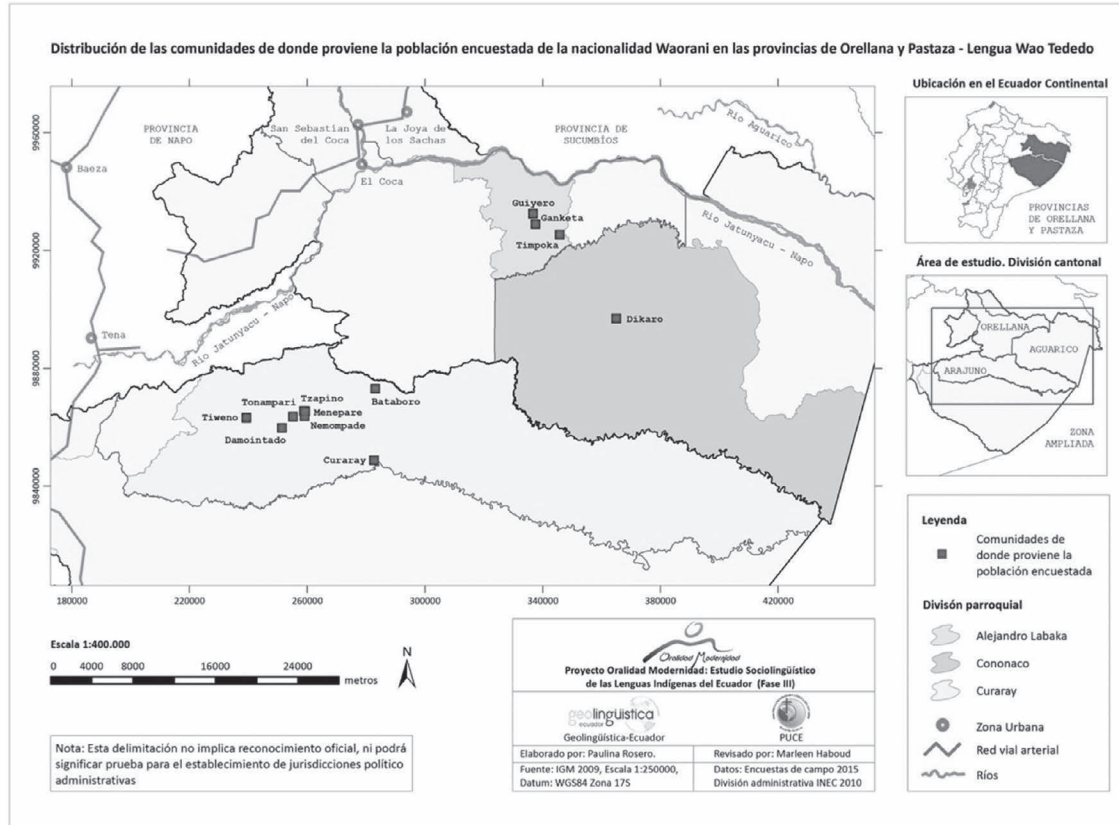 Distribución de las comunidades de donde proviene la población encuestada de la nacionalidad Waorani en las provincias de Orellana y Pastaza - Lengua Wao Tededo
PROVINCIA
DE NAPO
San Sebastian
del Coca
La Joya de
los Sachas
PROVINCIA DE
SUCUMBÍOS
Rio Aguarico
Baeza
El Coca
Guiyero
Ganketa
Timpoka
Rio Jatunyacu - Napo
Dikaro
Tena
Rio Jatunyacu - Napo
Bataboro
Tonampari
Tzapino
Tiweno
Menepare
Nemompade
Damointado
Curaray
9960000
9920000
9880000
9840000
180000
220000
260000
300000
340000
380000
420000
Ubicación en el Ecuador Continental
PROVINCIAS
DE ORELLANA
Y PASTAZA
Área de estudio. División cantonal
ORELLANA
AGUARICO
ARAJUNO
ZONA
AMPLIADA
Leyenda
Comunidades de
donde proviene la
población encuestada
Divisón parroquial
Alejandro Labaka
Cononaco
Curaray
Zona Urbana
Red vial arterial
Ríos
Escala 1:400.000
0 4000 8000 16000 24000
metros
N
Nota: Esta delimitación no implica reconocimiento oficial, ni podrá
significar prueba para el establecimiento de jurisdicciones político
administrativas
Oralidad Modernidad
Proyecto Oralidad Modernidad: Estudio Sociolingüístico
de las Lenguas Indígenas del Ecuador (Fase III)
geolingüística
ecuador
Geolingüística-Ecuador
PUCE
Elaborado por: Paulina Rosero.
Revisado por: Marleen Haboud
Fuente: IGM 2009, Escala 1:250000,
Datum: WGS84 Zona 17S
Datos: Encuestas de campo 2015
División administrativa INEC 2010